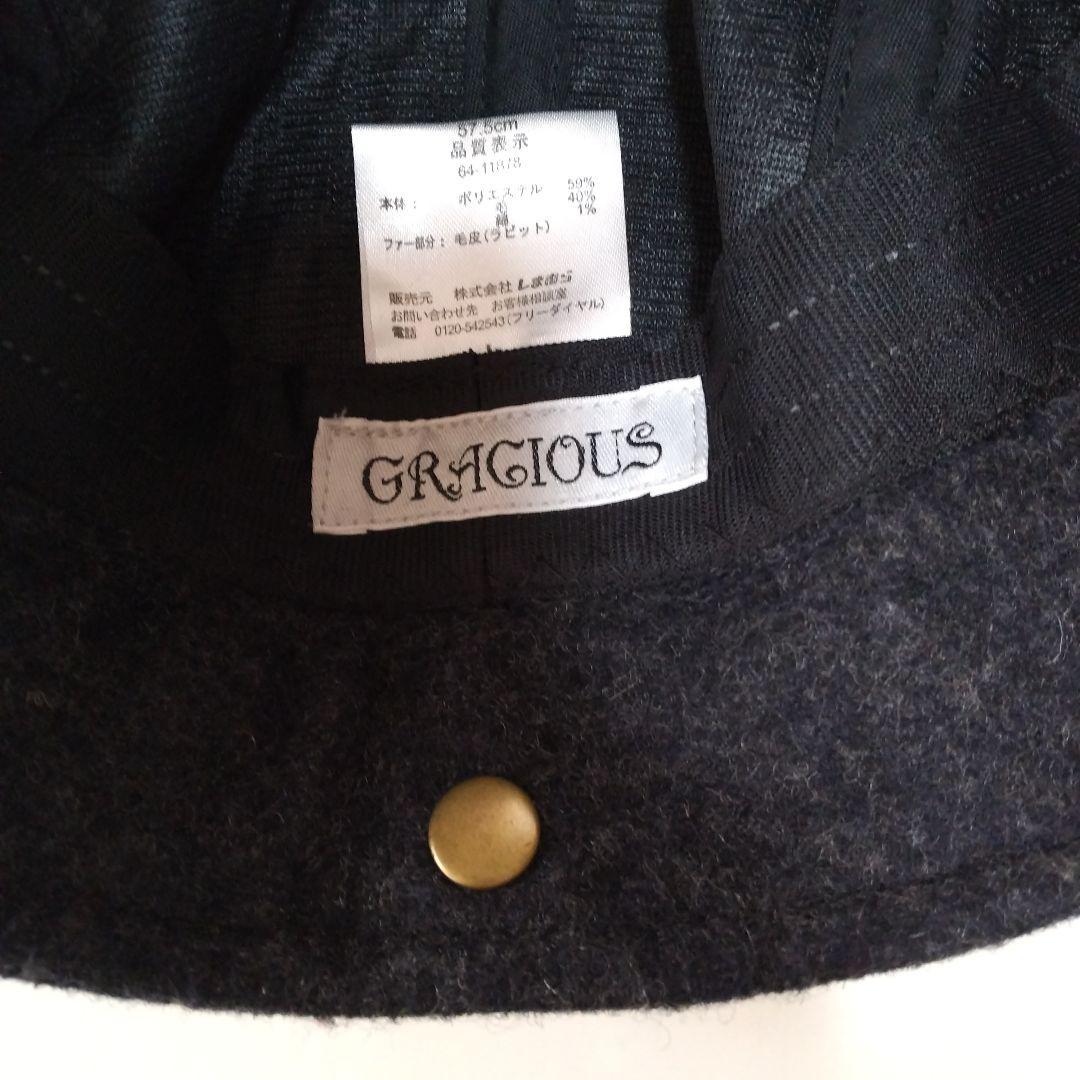 57.5cm
品質表示
64-11878
本体： ポリエステル 59%
毛 40%
綿 1%
ファー部分：毛皮(ラビット)
販売元 株式会社しまむら
お問い合わせ先 お客様相談室
電話 0120-542543(フリーダイヤル)
GRACIOUS